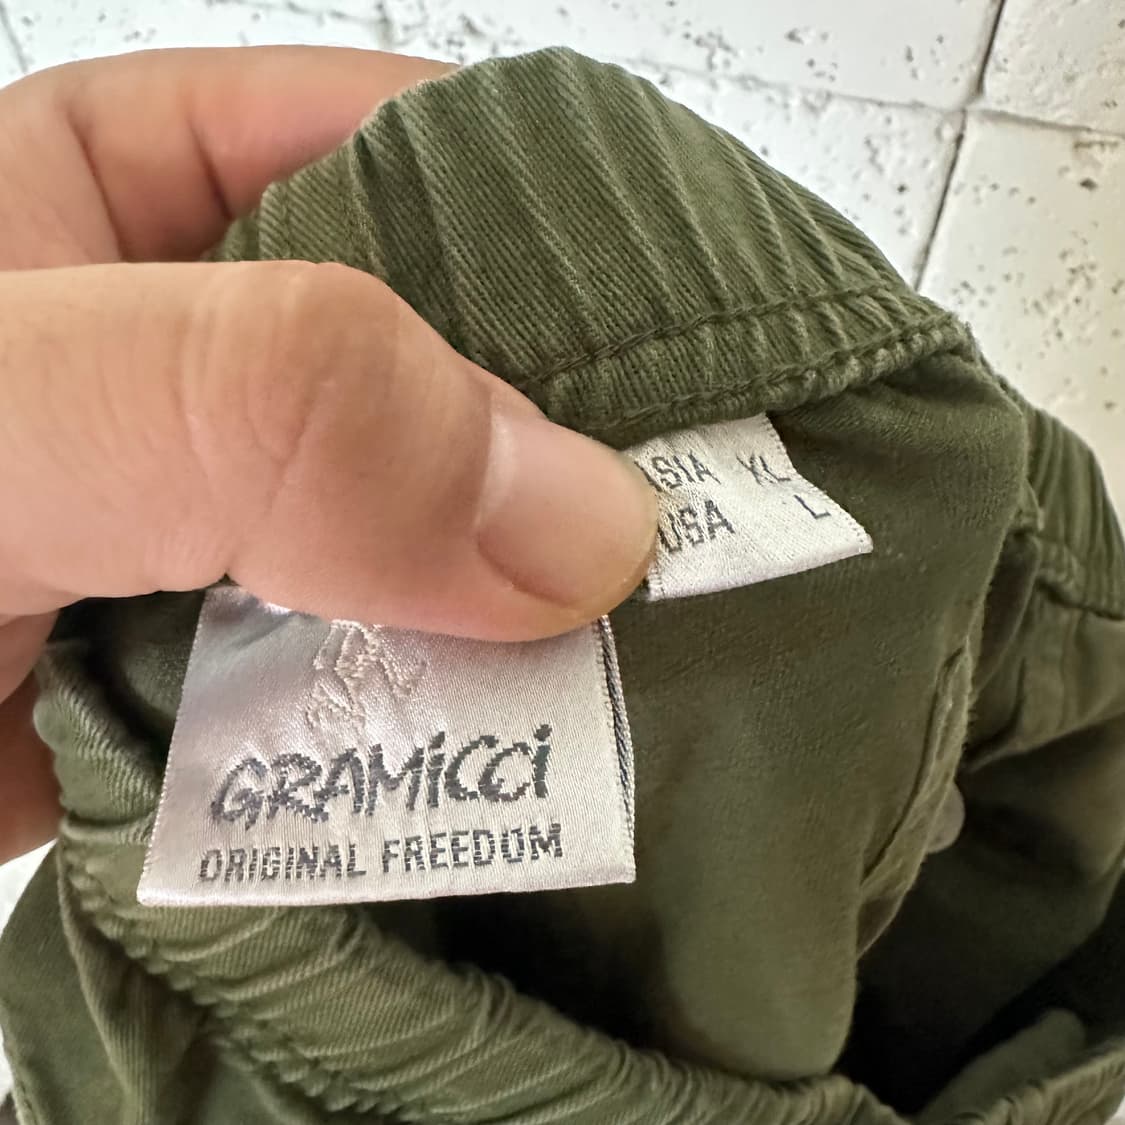 ASIA XL
USA L
GRAMiCCi
ORIGINAL FREEDOM